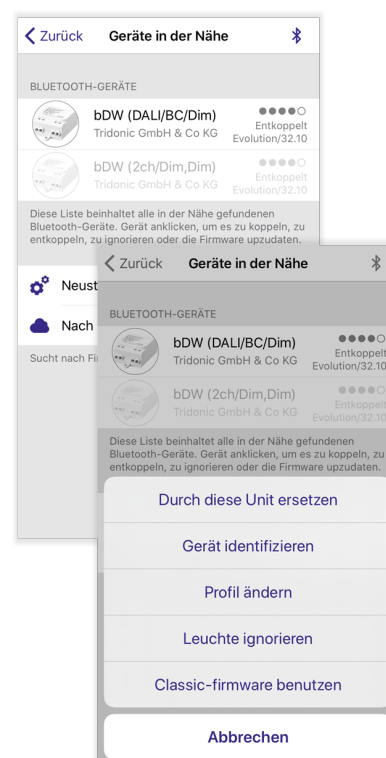 Zurück
Geräte in der Nähe
BLUETOOTH-GERÄTE
bDW (DALI/BC/Dim)
Tridonic GmbH & Co KG
Entkoppelt
Evolution/32.10
bDW (2ch/Dim,Dim)
Tridonic GmbH & Co KG
Entkoppelt
Evolution/32.10
Diese Liste beinhaltet alle in der Nähe gefundenen
Bluetooth-Geräte. Gerät anklicken, um es zu koppeln, zu
entkoppeln, zu ignorieren oder die Firmware upzudaten.
Neust
Nach
Sucht nach Fi
Zurück
Geräte in der Nähe
BLUETOOTH-GERÄTE
bDW (DALI/BC/Dim)
Tridonic GmbH & Co KG
Entkoppelt
Evolution/32.10
bDW (2ch/Dim,Dim)
Tridonic GmbH & Co KG
Entkoppelt
Evolution/32.10
Diese Liste beinhaltet alle in der Nähe gefundenen
Bluetooth-Geräte. Gerät anklicken, um es zu koppeln, zu
entkoppeln, zu ignorieren oder die Firmware upzudaten.
Durch diese Unit ersetzen
Gerät identifizieren
Profil ändern
Leuchte ignorieren
Classic-firmware benutzen
Abbrechen